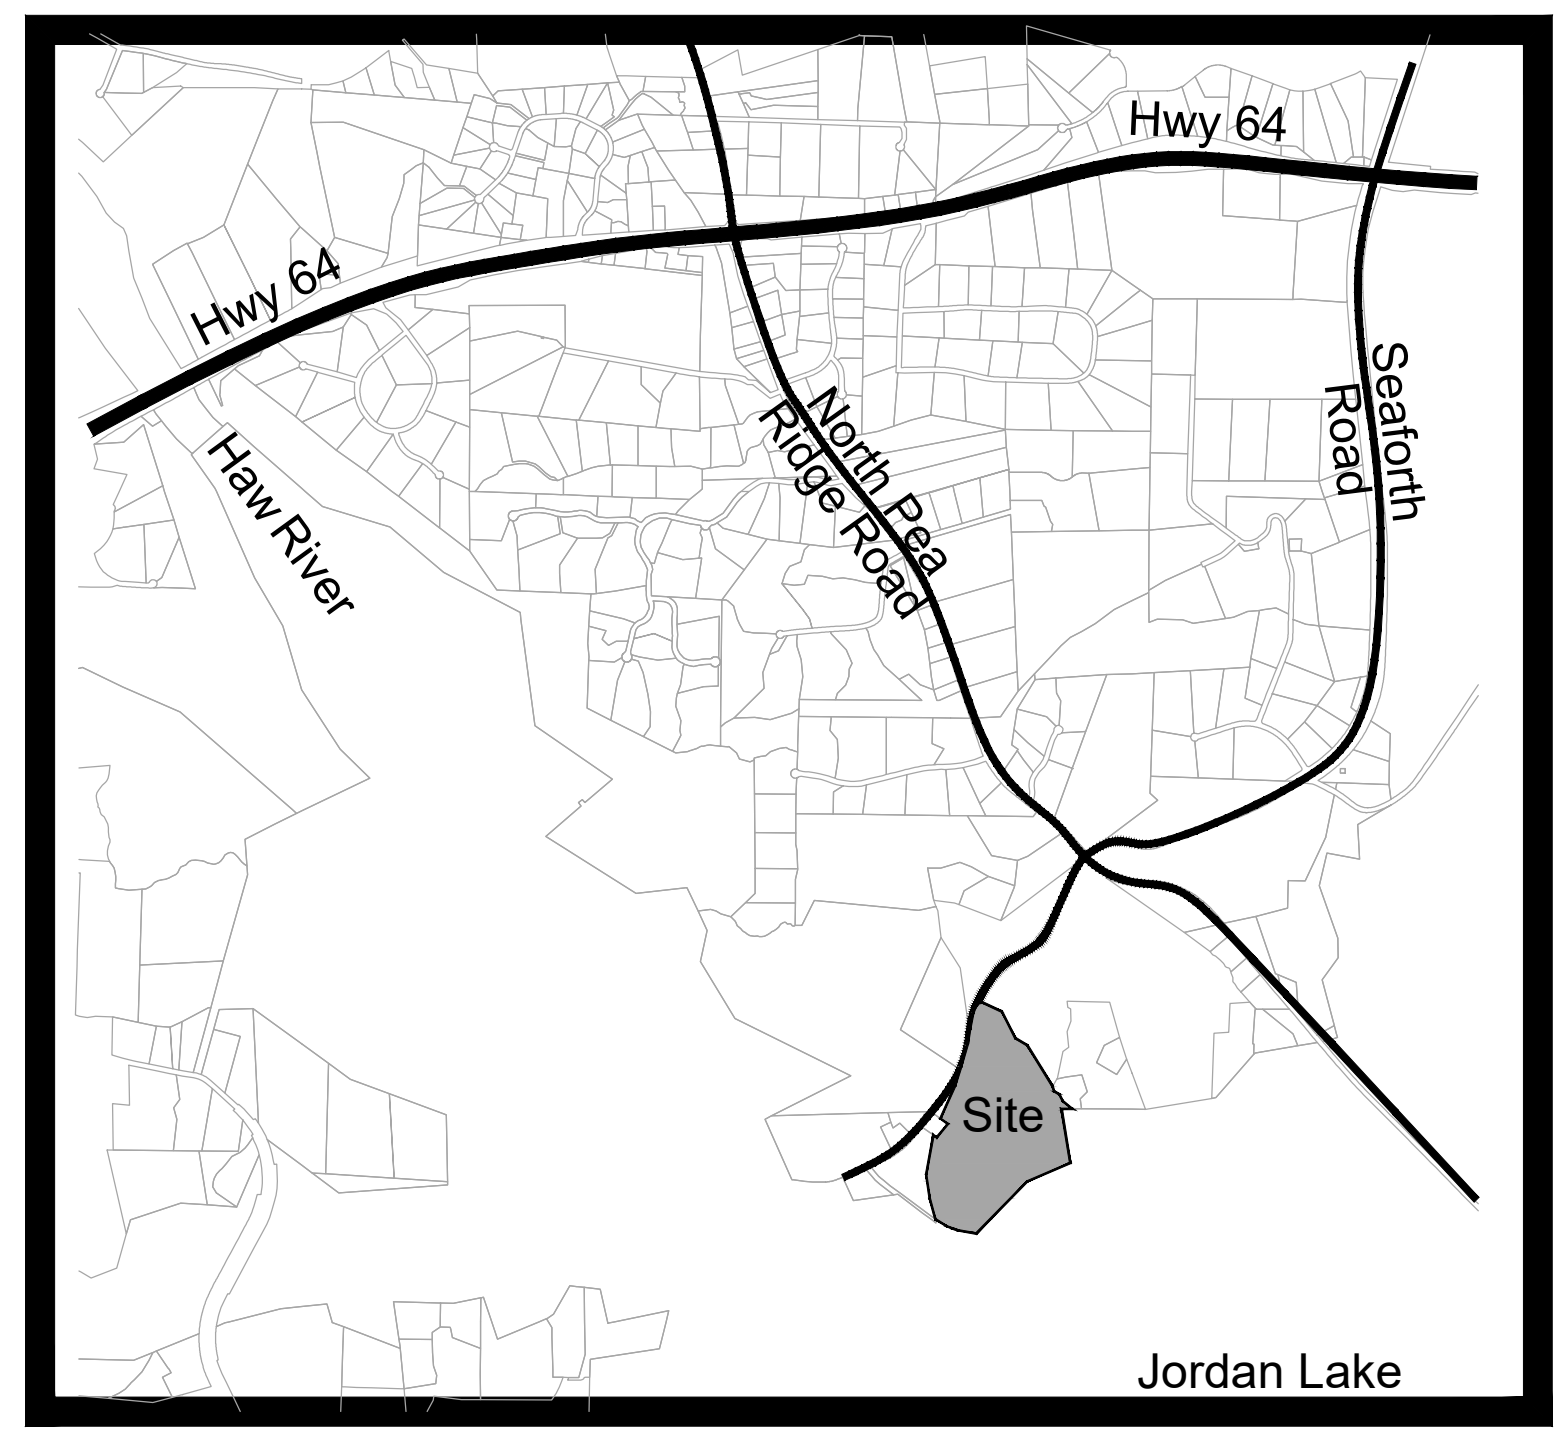 Hwy 64
Hwy 64
Seaforth
Road
North Pea
Ridge Road
Haw River
Site
Jordan Lake